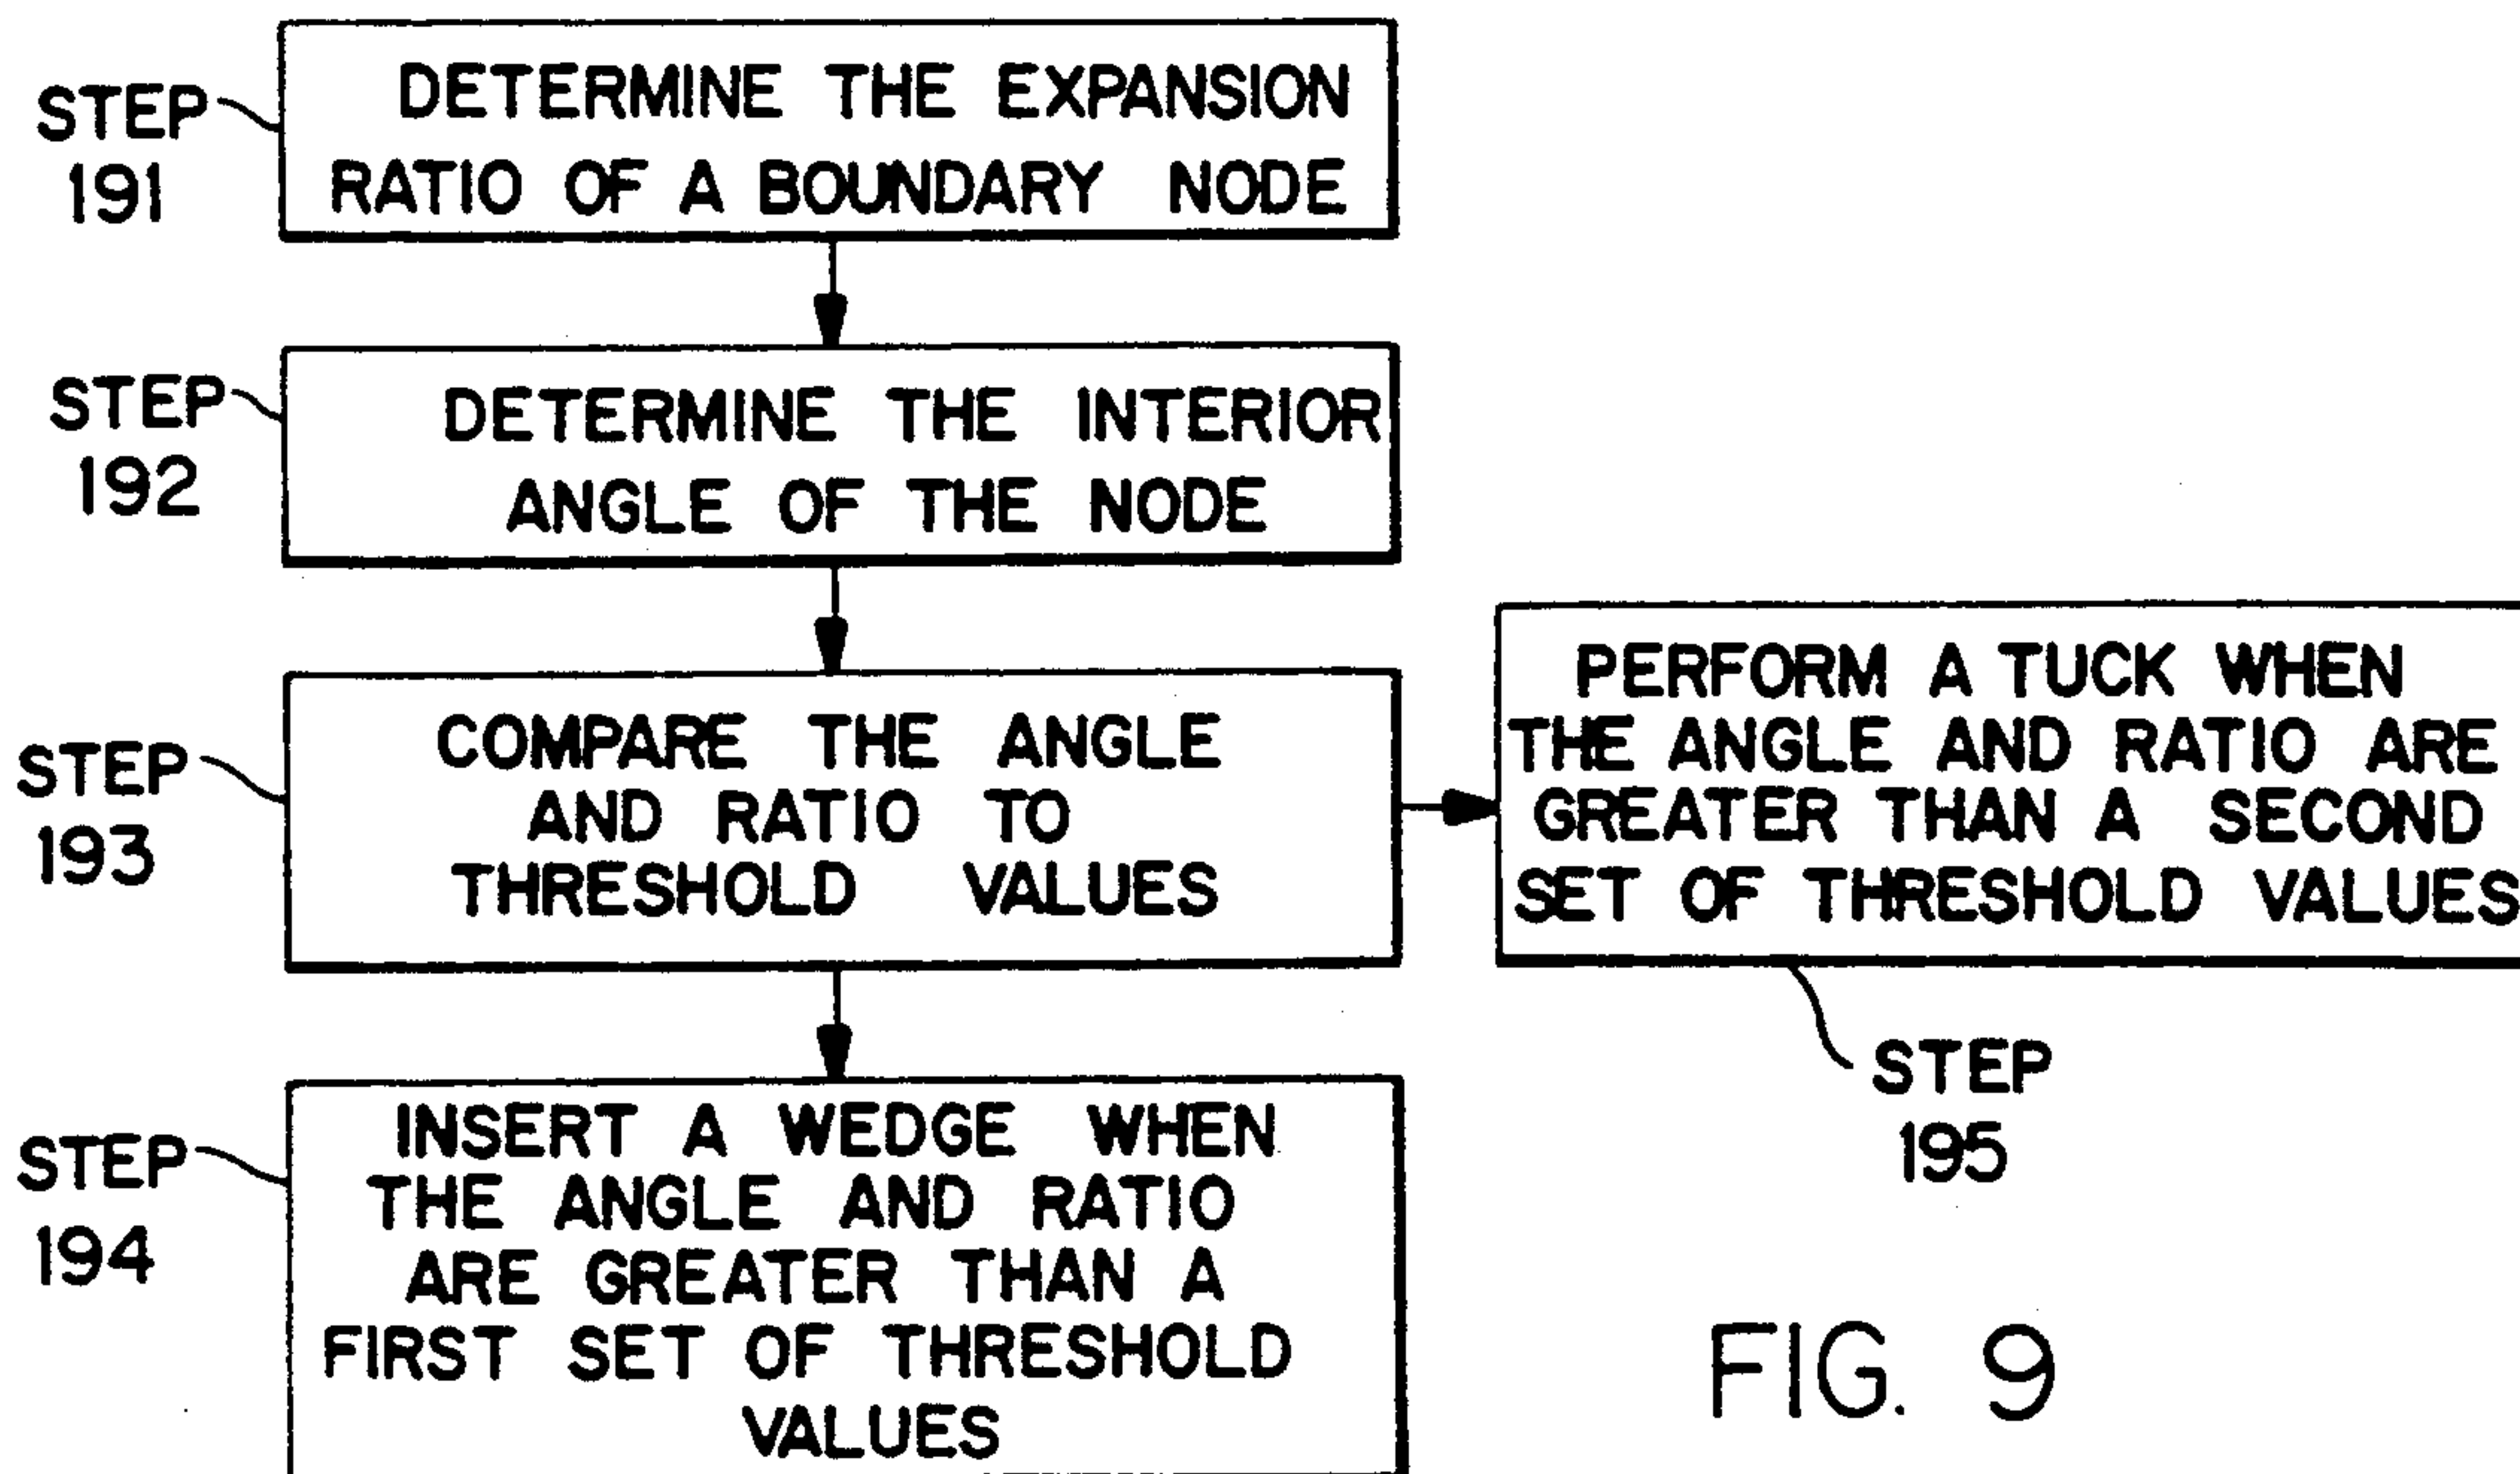 STEP
191
DETERMINE THE EXPANSION
RATIO OF A BOUNDARY NODE
STEP
192
DETERMINE THE INTERIOR
ANGLE OF THE NODE
STEP
193
COMPARE THE ANGLE
AND RATIO TO
THRESHOLD VALUES
PERFORM A TUCK WHEN
THE ANGLE AND RATIO ARE
GREATER THAN A SECOND
SET OF THRESHOLD VALUES
STEP
195
STEP
194
INSERT A WEDGE WHEN
THE ANGLE AND RATIO
ARE GREATER THAN A
FIRST SET OF THRESHOLD
VALUES
FIG. 9